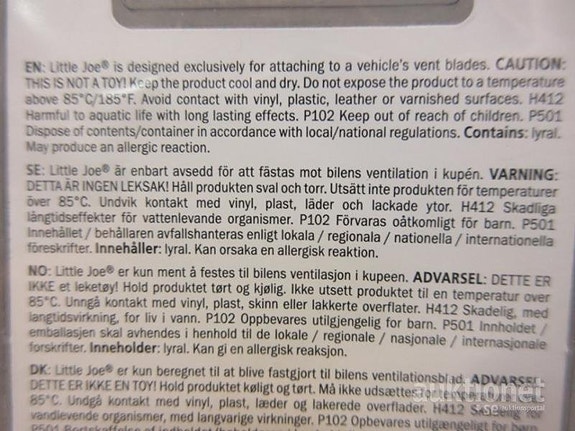 EN: Little Joe® is designed exclusively for attaching to a vehicle's vent blades. CAUTION:
THIS IS NOT A TOY! Keep the product cool and dry. Do not expose the product to a temperature
above 85°C/185°F. Avoid contact with vinyl, plastic, leather or varnished surfaces. H412
Harmful to aquatic life with long lasting effects. P102 Keep out of reach of children. P501
Dispose of contents/container in accordance with local/national regulations. Contains: lyral.
May produce an allergic reaction.
SE: Little Joe® är enbart avsedd för att fästas mot bilens ventilation i kupén. VARNING:
DETTA ÄR INGEN LEKSAK! Håll produkten sval och torr. Utsätt inte produkten för temperaturer
över 85°C. Undvik kontakt med vinyl, plast, läder och lackade ytor. H412 Skadliga
långtidseffekter för vattenlevande organismer. P102 Förvaras oåtkomligt för barn. P501
Innehållet / behållaren avfallshanteras enligt lokala / regionala / nationella / internationella
föreskrifter. Innehåller: lyral. Kan orsaka en allergisk reaktion.
NO: Little Joe® er kun ment å festes til bilens ventilasjon i kupeen. ADVARSEL: DETTE ER
IKKE et leketøy! Hold produktet tørt og kjølig. Ikke utsett produktet til en temperatur over
85°C. Unngå kontakt med vinyl, plast, skinn eller lakkerte overflater. H412 Skadelig, med
langtidsvirkning, for liv i vann. P102 Oppbevares utilgjengelig for barn. P501 Innholdet /
emballasjen skal avhendes i henhold til de lokale / regionale / nasjonale / internasjonale
forskrifter. Inneholder: lyral. Kan gi en allergisk reaksjon.
DK: Little Joe® er kun beregnet til at blive fastgjort til bilens ventilationsblad. ADVARSEL:
DETTE ER IKKE EN TOY! Hold produktet køligt og tørt. Må ikke udsættes for
85°C. Undgå kontakt med vinyl, plast, læder og lakerede overflader. H412 Skadelig
vandlevende organismer, med langvarige virkninger. P102 Opbevares utilgængeligt for børn.
P501
auktionet
auktionsportal